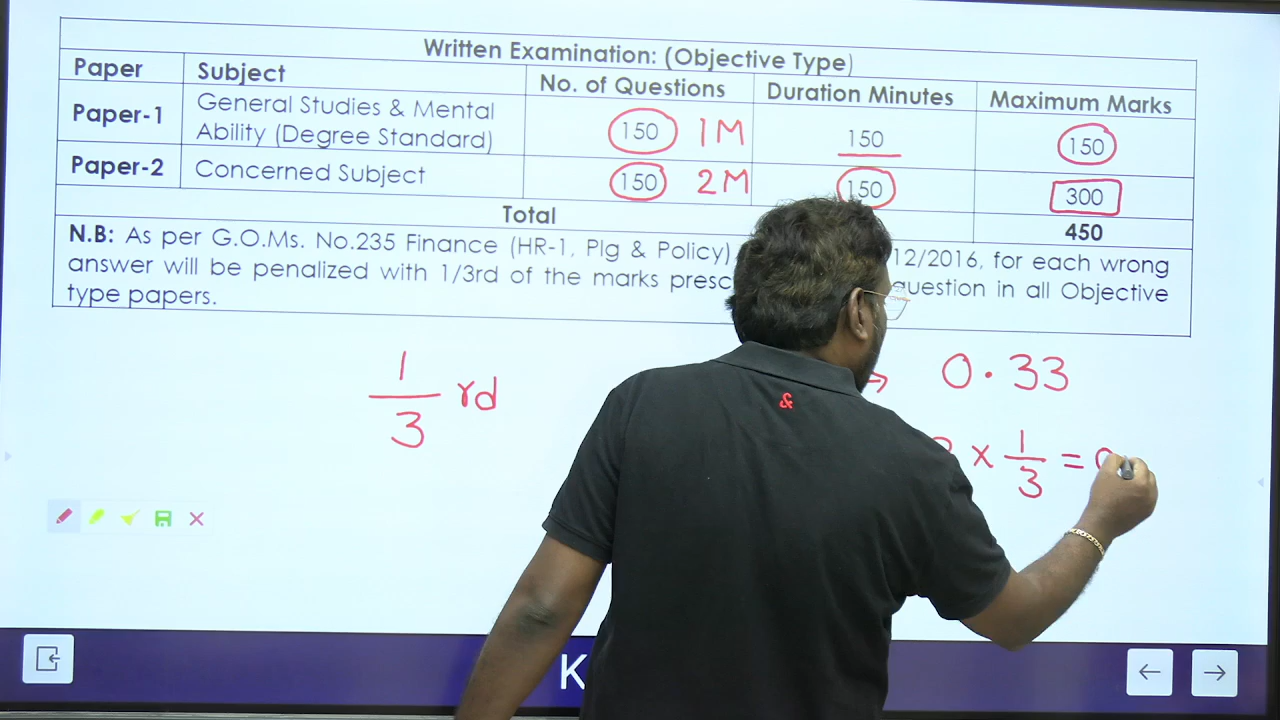 Written Examination: (Objective Type)
Paper Subject No. of Questions Duration Minutes Maximum Marks
Paper-1 General Studies & Mental Ability (Degree Standard) 150 1M 150 150
Paper-2 Concerned Subject 150 2M 150 300
Total 450
N.B: As per G.O.Ms. No.235 Finance (HR-1, Plg & Policy) 12/2016, for each wrong
answer will be penalized with 1/3rd of the marks question in all Objective
type papers.
1/3 rd → 0.33
× 1/3 =
K